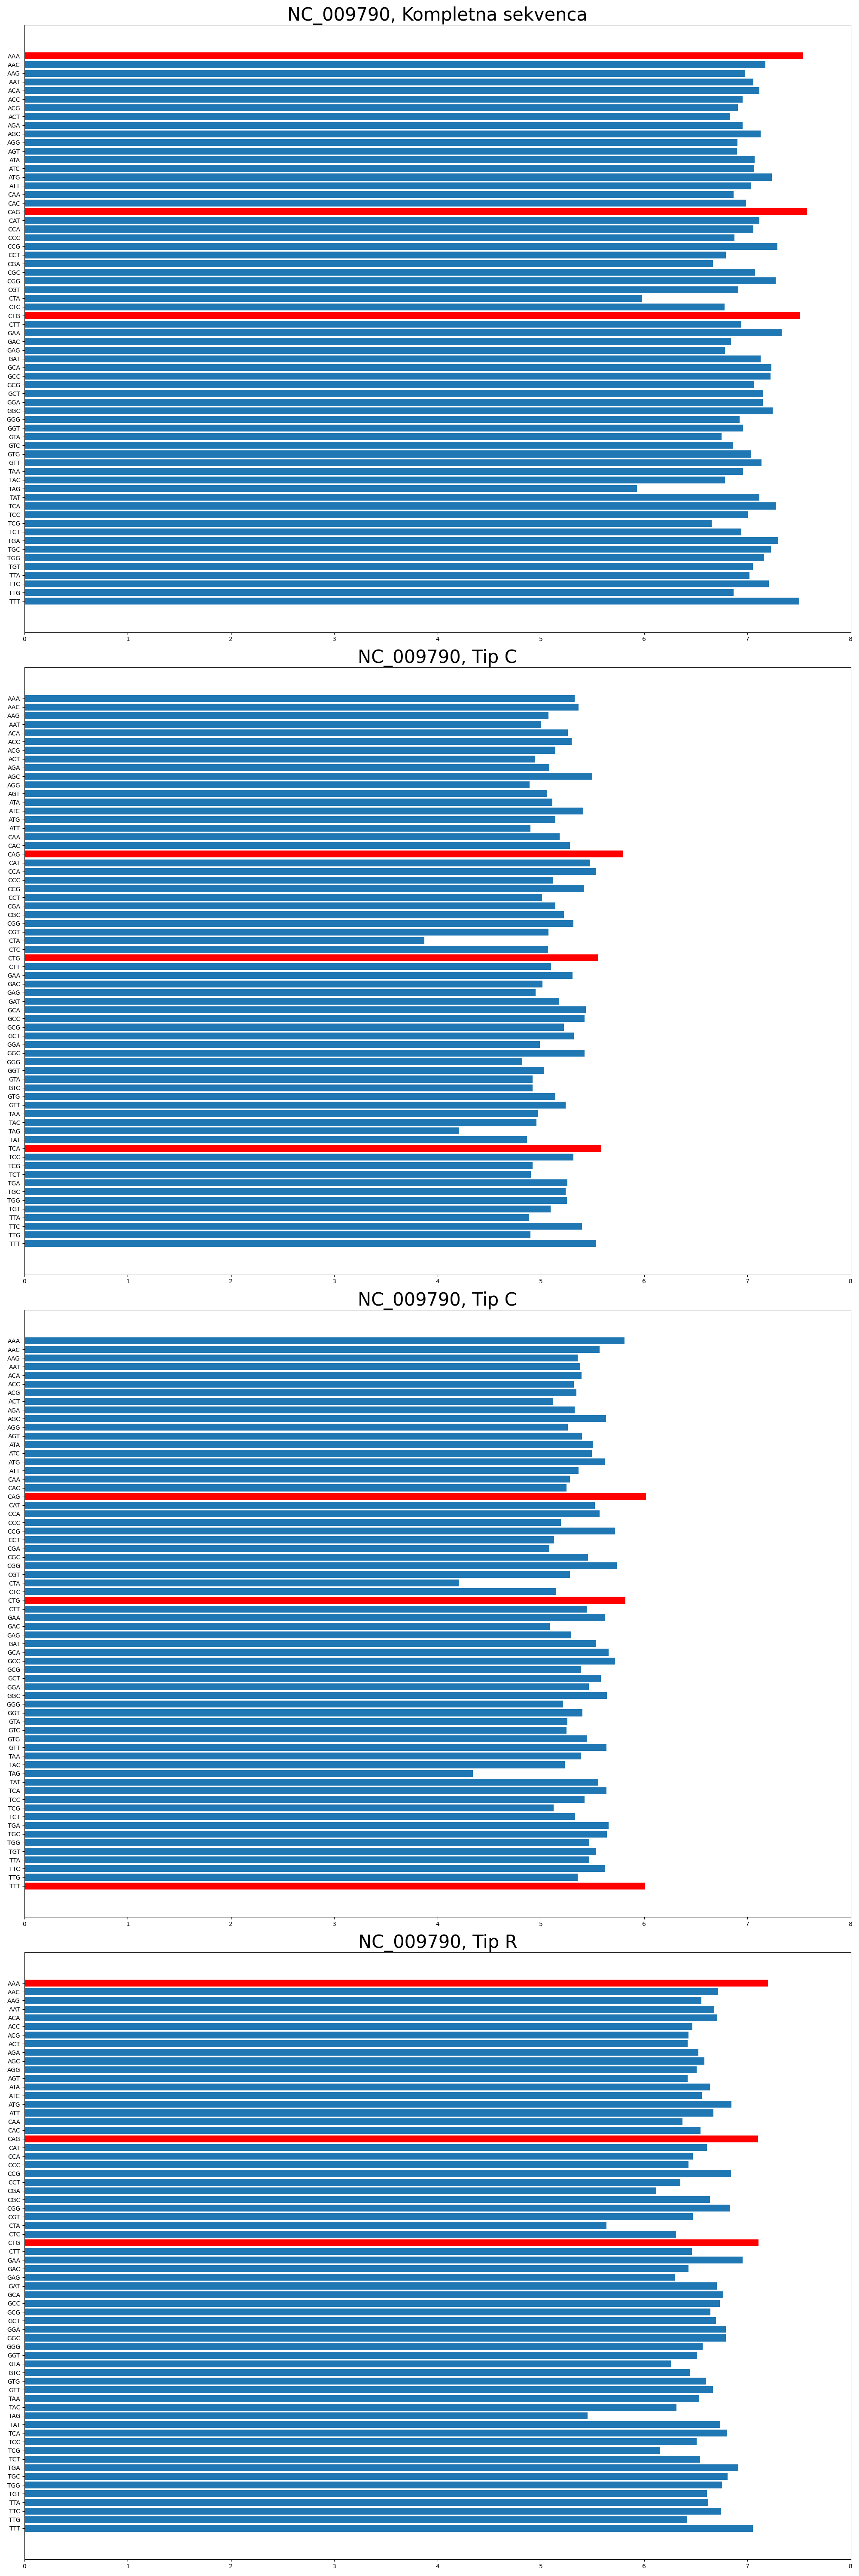 NC_009790, Kompletna sekvenca
AAA
AAC
AAG
AAT
ACA
ACC
ACG
ACT
AGA
AGC
AGG
AGT
ATA
ATC
ATG
ATT
CAA
CAC
CAG
CAT
CCA
CCC
CCG
CCT
CGA
CGC
CGG
CGT
CTA
CTC
CTG
CTT
GAA
GAC
GAG
GAT
GCA
GCC
GCG
GCT
GGA
GGC
GGG
GGT
GTA
GTC
GTG
GTT
TAA
TAC
TAG
TAT
TCA
TCC
TCG
TCT
TGA
TGC
TGG
TGT
TTA
TTC
TTG
TTT
0 1 2 3 4 5 6 7 8
NC_009790, Tip C
AAA
AAC
AAG
AAT
ACA
ACC
ACG
ACT
AGA
AGC
AGG
AGT
ATA
ATC
ATG
ATT
CAA
CAC
CAG
CAT
CCA
CCC
CCG
CCT
CGA
CGC
CGG
CGT
CTA
CTC
CTG
CTT
GAA
GAC
GAG
GAT
GCA
GCC
GCG
GCT
GGA
GGC
GGG
GGT
GTA
GTC
GTG
GTT
TAA
TAC
TAG
TAT
TCA
TCC
TCG
TCT
TGA
TGC
TGG
TGT
TTA
TTC
TTG
TTT
0 1 2 3 4 5 6 7 8
NC_009790, Tip C
AAA
AAC
AAG
AAT
ACA
ACC
ACG
ACT
AGA
AGC
AGG
AGT
ATA
ATC
ATG
ATT
CAA
CAC
CAG
CAT
CCA
CCC
CCG
CCT
CGA
CGC
CGG
CGT
CTA
CTC
CTG
CTT
GAA
GAC
GAG
GAT
GCA
GCC
GCG
GCT
GGA
GGC
GGG
GGT
GTA
GTC
GTG
GTT
TAA
TAC
TAG
TAT
TCA
TCC
TCG
TCT
TGA
TGC
TGG
TGT
TTA
TTC
TTG
TTT
0 1 2 3 4 5 6 7 8
NC_009790, Tip R
AAA
AAC
AAG
AAT
ACA
ACC
ACG
ACT
AGA
AGC
AGG
AGT
ATA
ATC
ATG
ATT
CAA
CAC
CAG
CAT
CCA
CCC
CCG
CCT
CGA
CGC
CGG
CGT
CTA
CTC
CTG
CTT
GAA
GAC
GAG
GAT
GCA
GCC
GCG
GCT
GGA
GGC
GGG
GGT
GTA
GTC
GTG
GTT
TAA
TAC
TAG
TAT
TCA
TCC
TCG
TCT
TGA
TGC
TGG
TGT
TTA
TTC
TTG
TTT
0 1 2 3 4 5 6 7 8